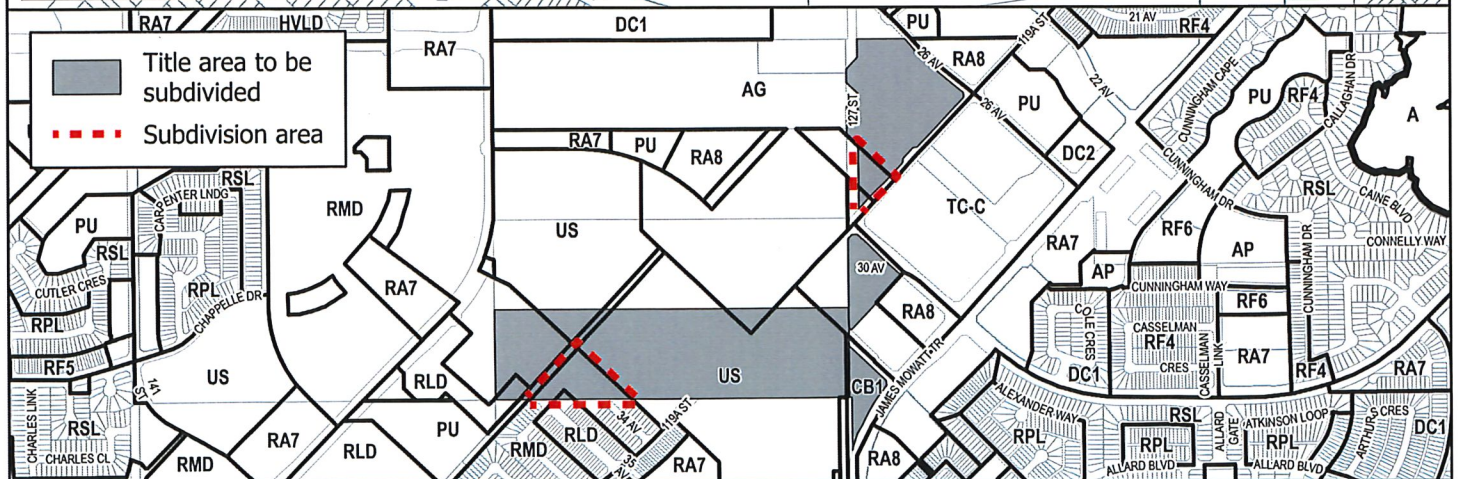 RA7
HVLD
DC1
PU
119A ST
21 AV
RF4
Title area to be
subdivided
Subdivision area
RA7
AG
26 AV
RA8
26 AV
PU
22 AV
CUNNINGHAM CAPE
PU
RF4
CALLAGHAN DR
A
127 ST
RA7
PU
RA8
DC2
CUNNINGHAM DR
RSL
CAINE BLVD
RSL
CARPENTER LNDG
RMD
PU
RSL
US
TC-C
RA7
RF6
AP
CONNELLY WAY
CUTLER CRES
RPL
RA7
30 AV
AP
CUNNINGHAM WAY
CUNNINGHAM DR
RPL
CHAPPELLE DR
RA8
COLE CRES
CASSELMAN
RF4
CRES
RF6
CASSELMAN LINK
RA7
RF5
US
141 ST
RLD
US
CB1
JAMES MOWATT TR
DC1
RF4
RA7
CHARLES LINK
RSL
CHARLES CL
RA7
RMD
RLD
PU
RMD
RLD
34 AV
35 AV
119A ST
RA7
RA8
ALEXANDER WAY
RPL
RSL
RPL
ALLARD BLVD
ALLARD GATE
ATKINSON LOOP
RPL
ALLARD BLVD
ARTHURS CRES
DC1